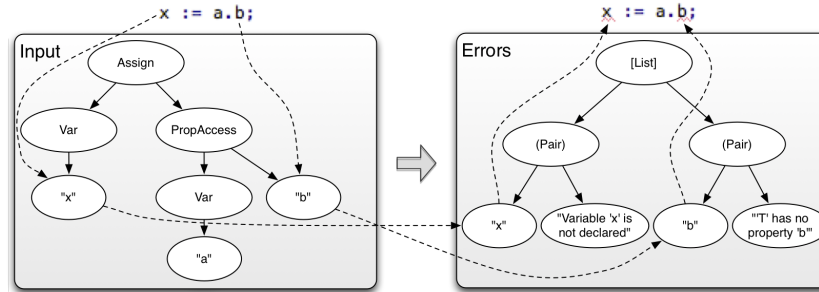 x := a.b;
x := a.b;
Input
Assign
Var
PropAccess
"x"
Var
"b"
"a"
Errors
[List]
(Pair)
(Pair)
"x"
"Variable 'x' is
not declared"
"b"
"'T' has no
property 'b'"